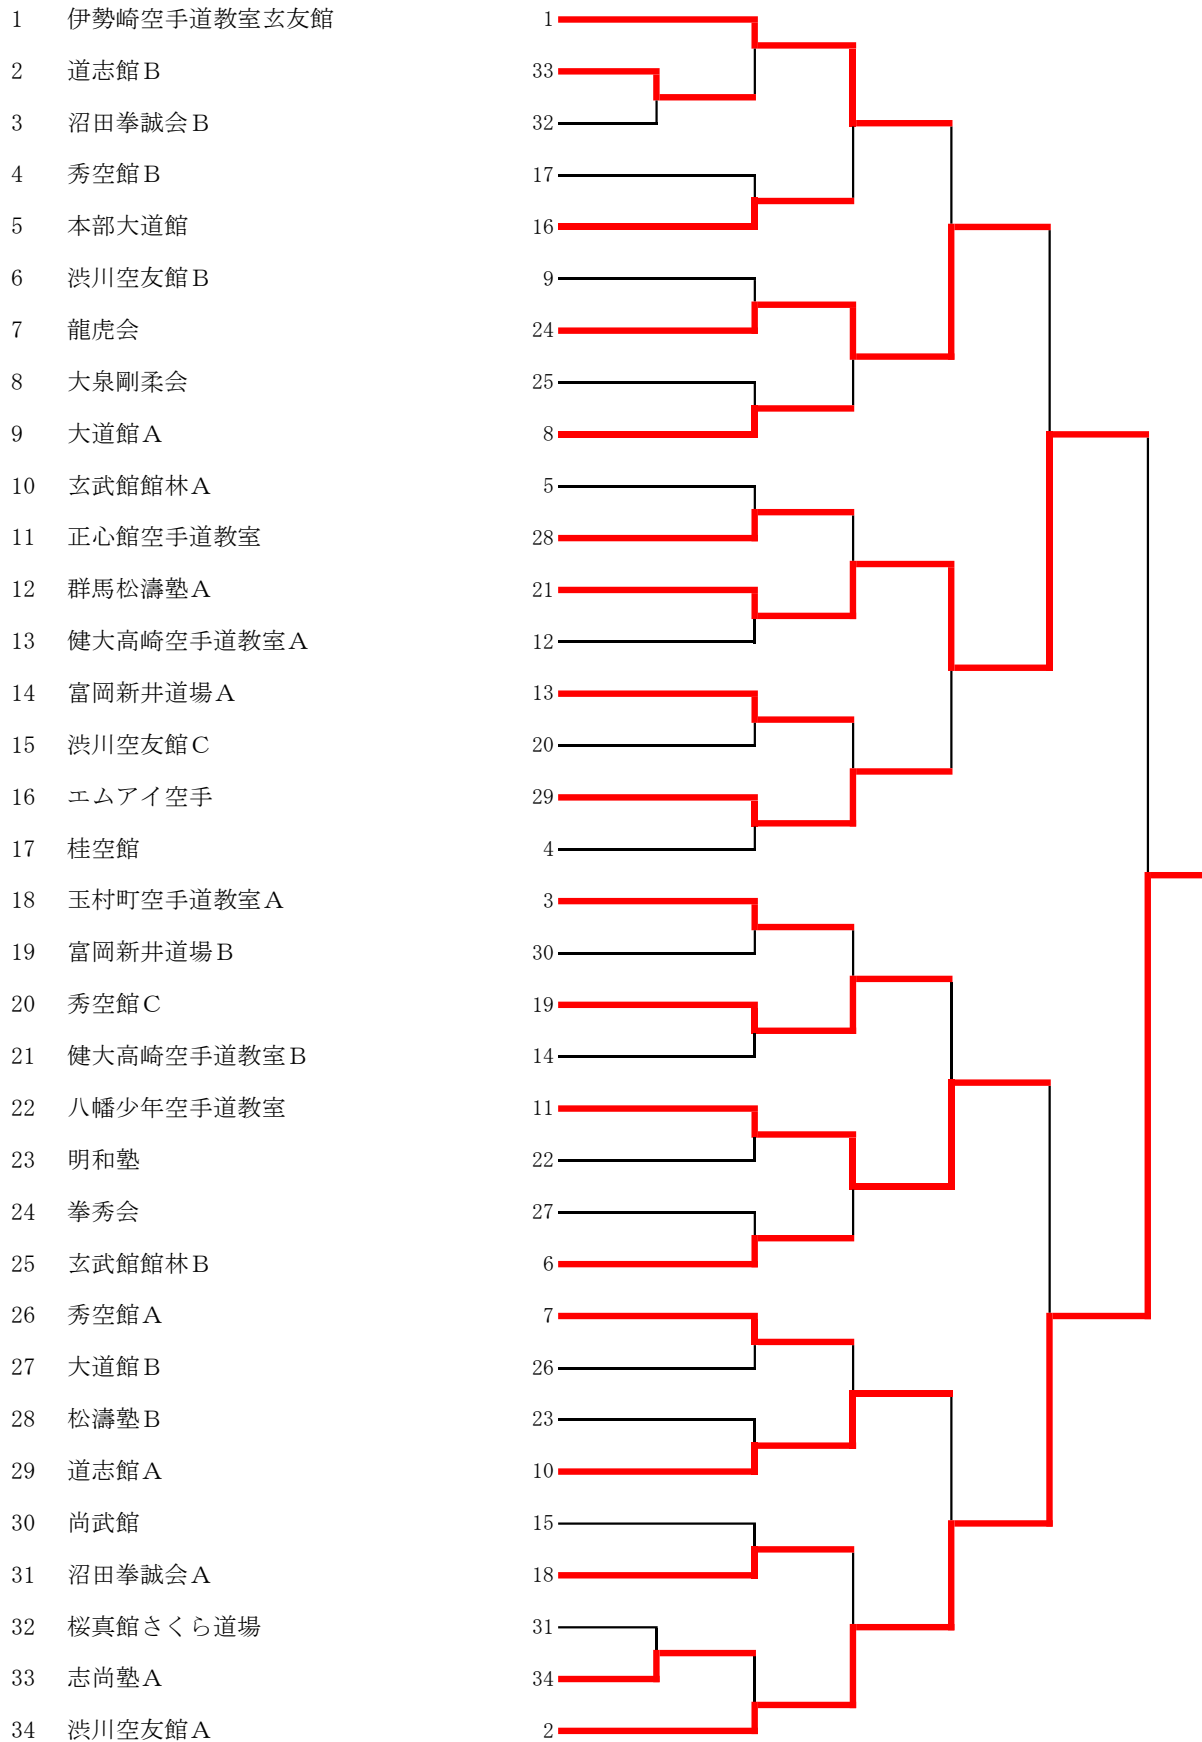 1 伊勢崎空手道教室玄友館 1
2 道志館Ｂ 33
3 沼田拳誠会Ｂ 32
4 秀空館Ｂ 17
5 本部大道館 16
6 渋川空友館Ｂ 9
7 龍虎会 24
8 大泉剛柔会 25
9 大道館Ａ 8
10 玄武館館林Ａ 5
11 正心館空手道教室 28
12 群馬松濤塾Ａ 21
13 健大高崎空手道教室Ａ 12
14 富岡新井道場Ａ 13
15 渋川空友館Ｃ 20
16 エムアイ空手 29
17 桂空館 4
18 玉村町空手道教室Ａ 3
19 富岡新井道場Ｂ 30
20 秀空館Ｃ 19
21 健大高崎空手道教室Ｂ 14
22 八幡少年空手道教室 11
23 明和塾 22
24 拳秀会 27
25 玄武館館林Ｂ 6
26 秀空館Ａ 7
27 大道館Ｂ 26
28 松濤塾Ｂ 23
29 道志館Ａ 10
30 尚武館 15
31 沼田拳誠会Ａ 18
32 桜真館さくら道場 31
33 志尚塾Ａ 34
34 渋川空友館Ａ 2